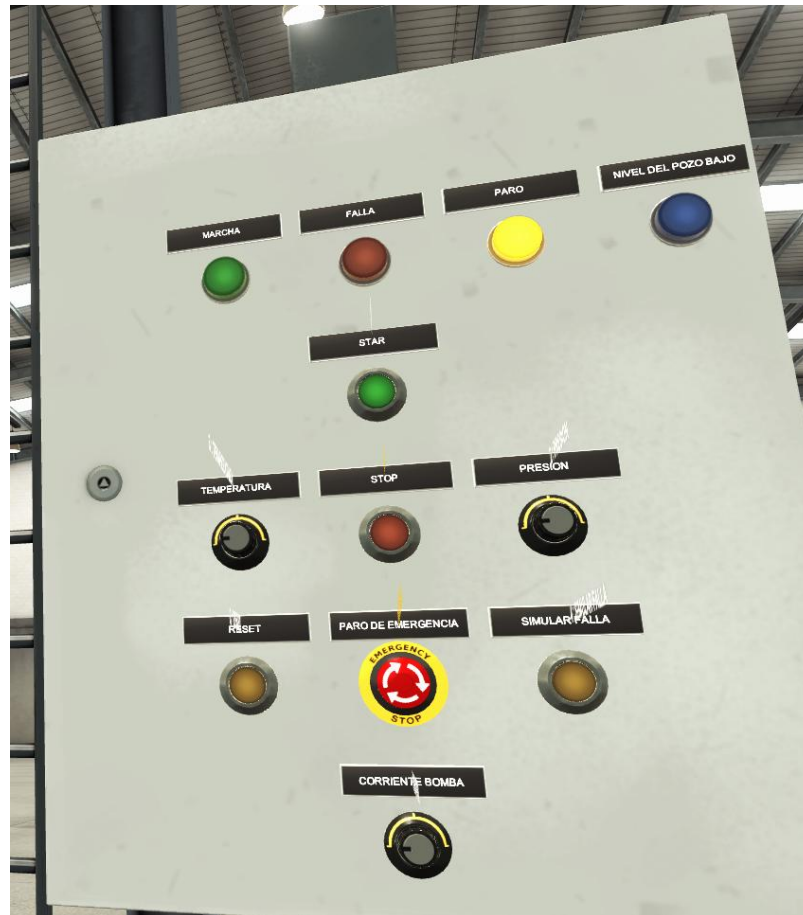 MARCHA
FALLA
PARO
NIVEL DEL POZO BAJO
STAR
TEMPERATURA
STOP
PRESION
RESET
PARO DE EMERGENCIA
SIMULAR FALLA
EMERGENCY
STOP
CORRIENTE BOMBA